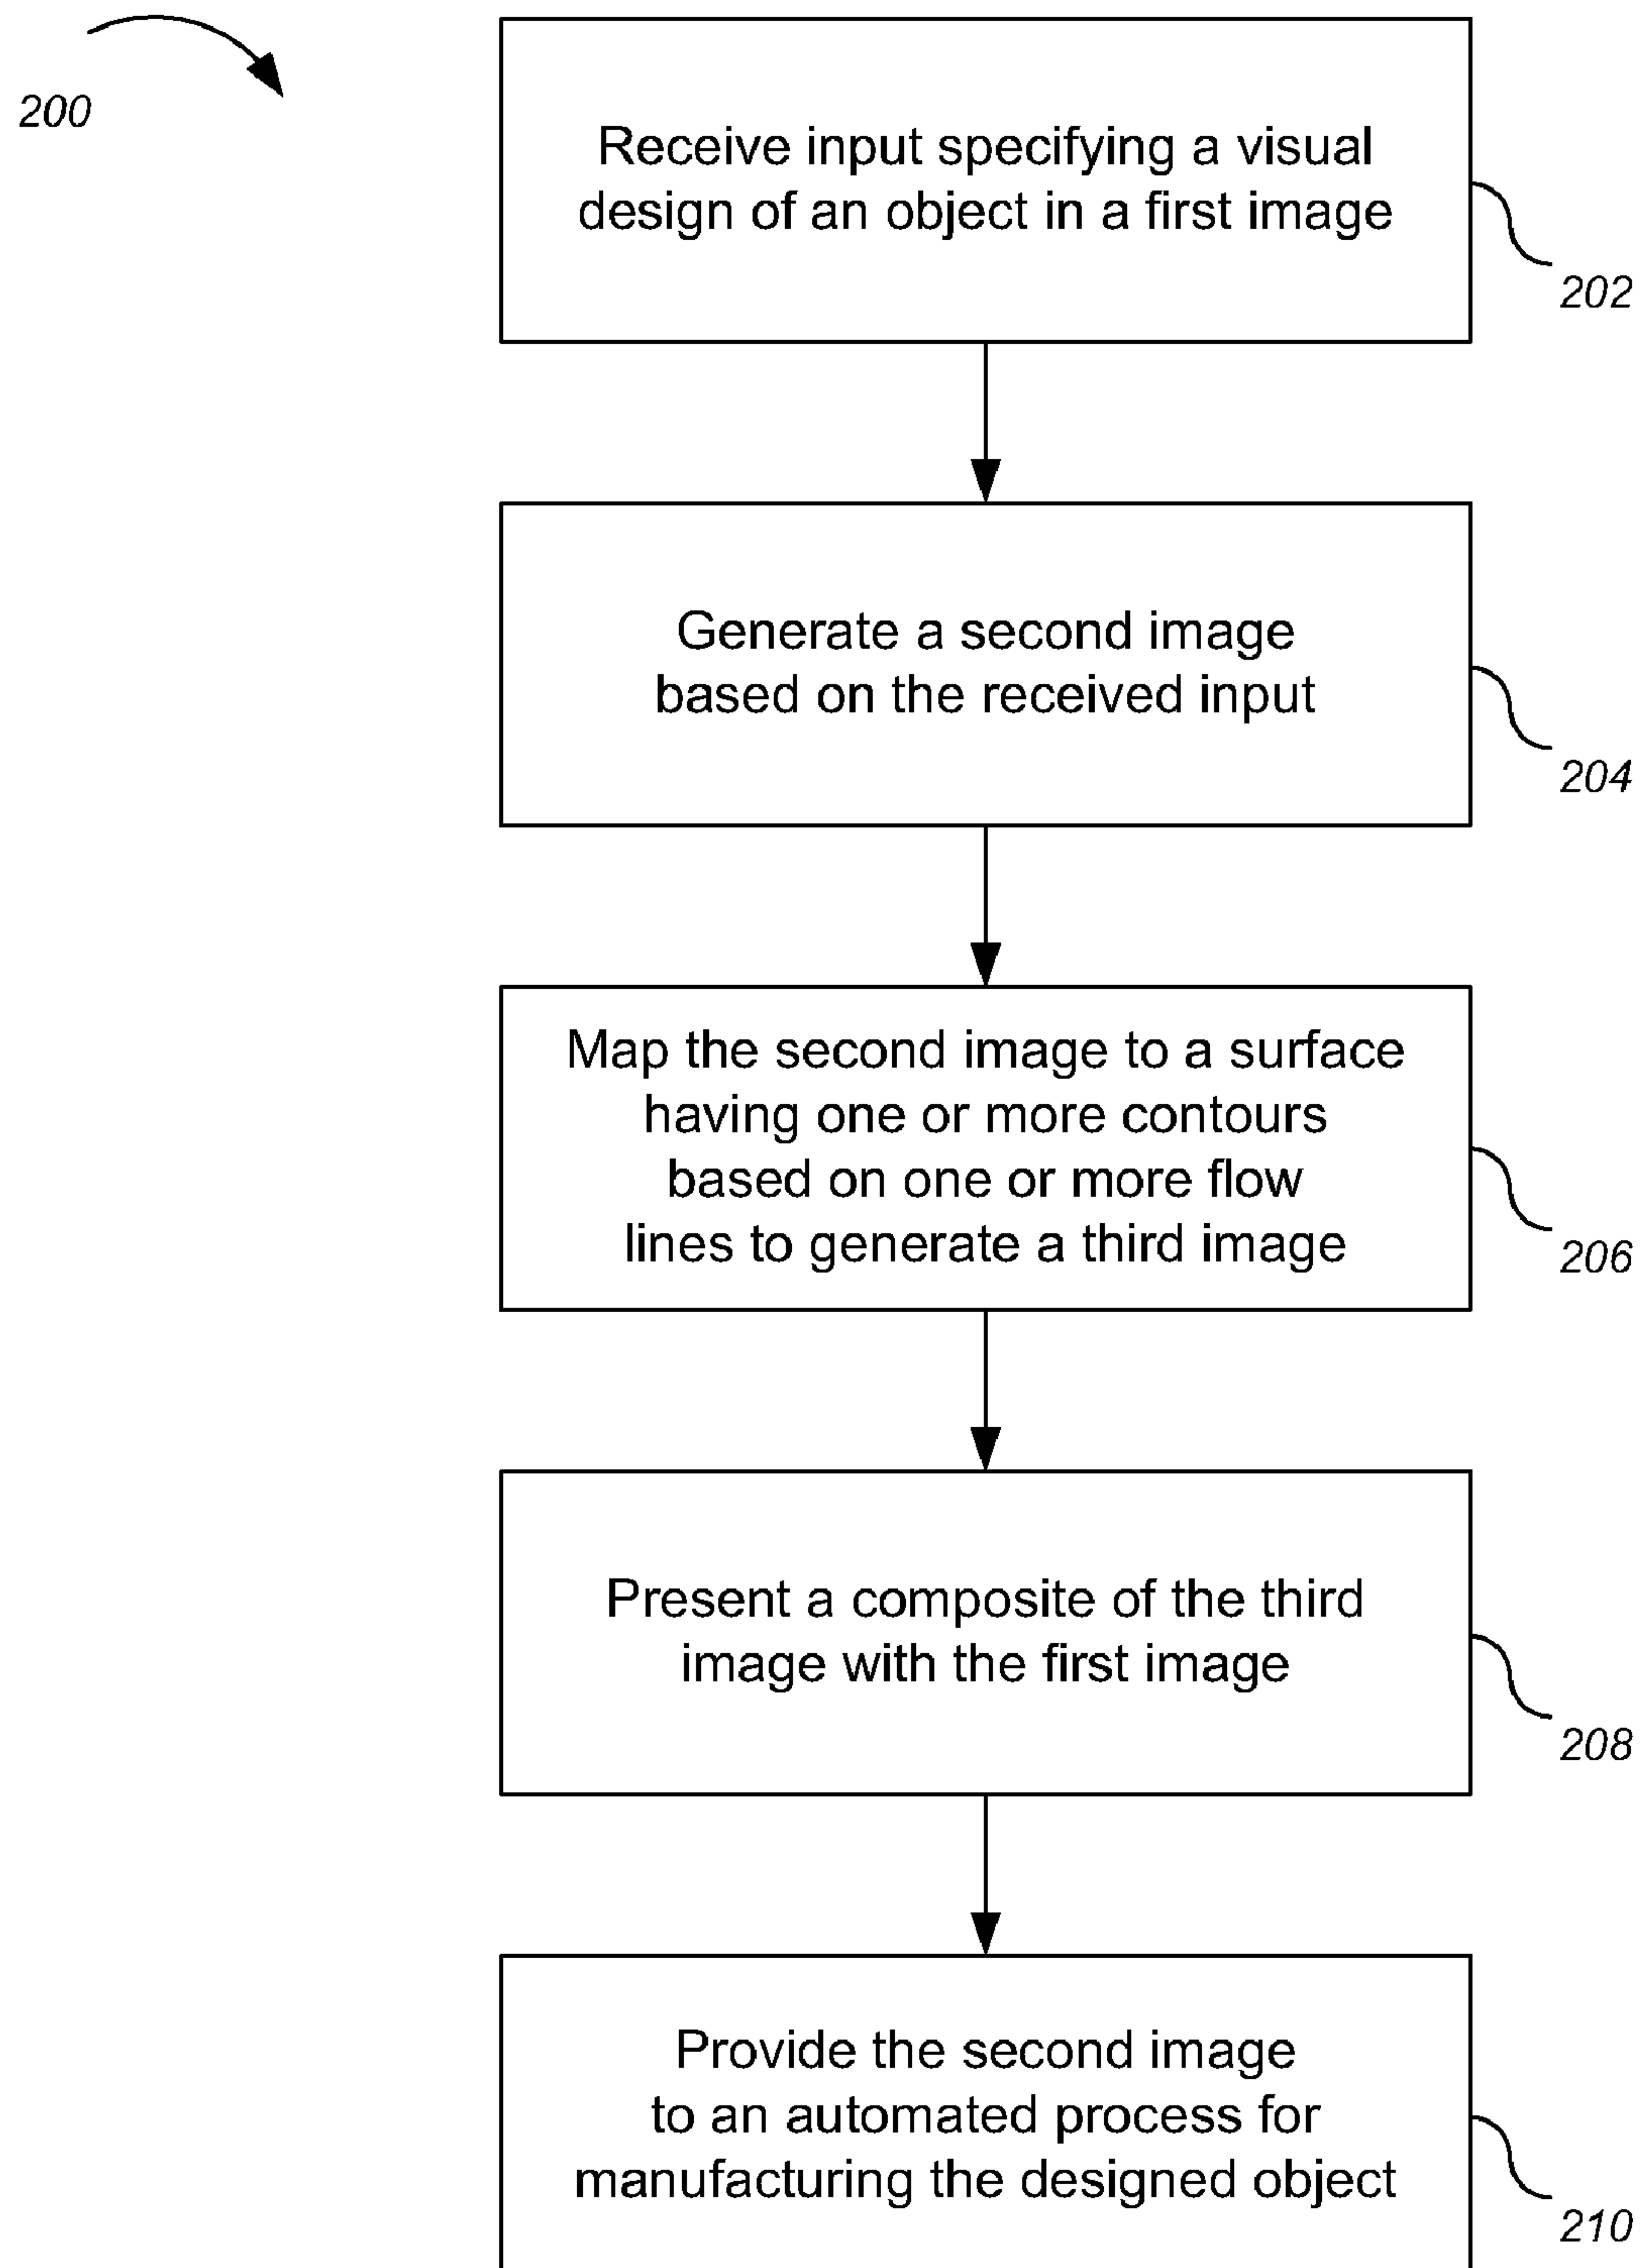 200
Receive input specifying a visual
design of an object in a first image
202
Generate a second image
based on the received input
204
Map the second image to a surface
having one or more contours
based on one or more flow
lines to generate a third image
206
Present a composite of the third
image with the first image
208
Provide the second image
to an automated process for
manufacturing the designed object
210